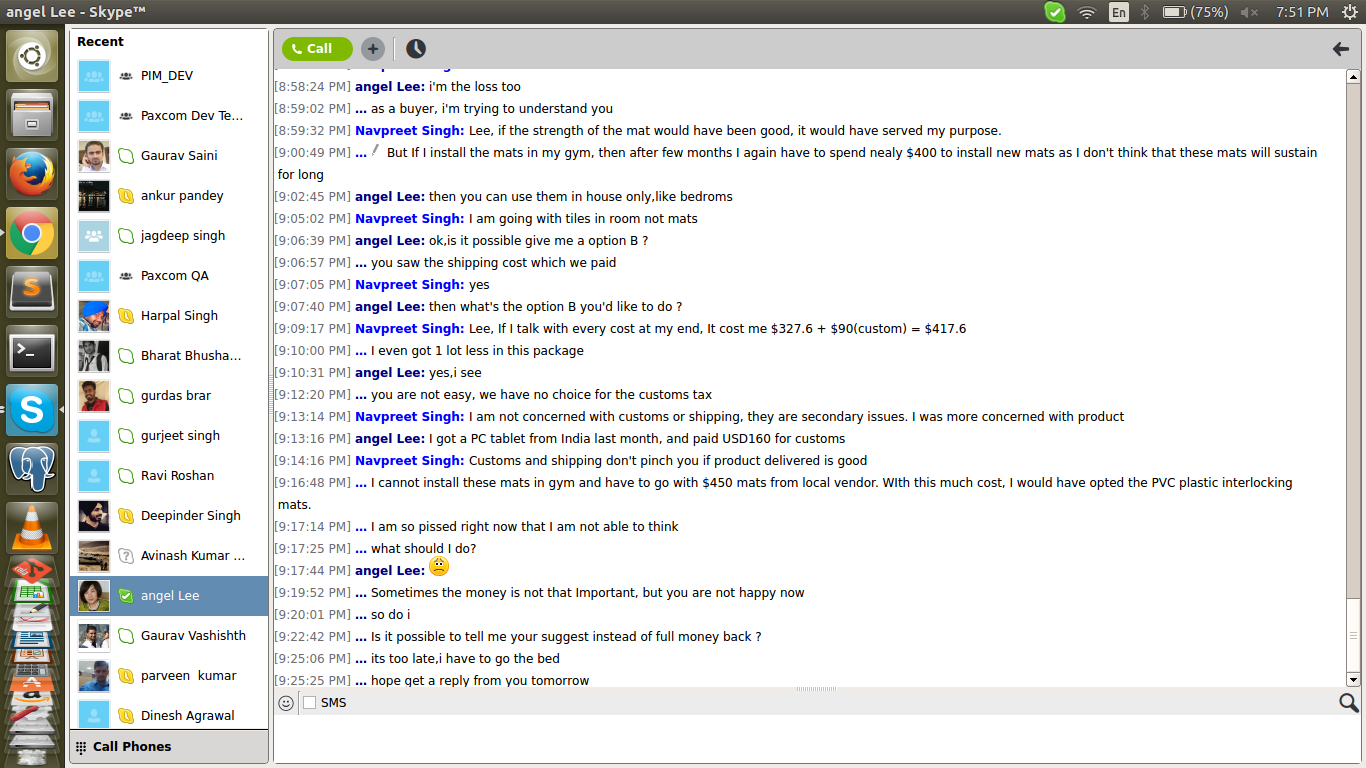 angel Lee - Skype™
En
(75%)
7:51 PM
Recent
PIM_DEV
Paxcom Dev Te...
Gaurav Saini
ankur pandey
jagdeep singh
Paxcom QA
Harpal Singh
Bharat Bhusha...
gurdas brar
gurjeet singh
Ravi Roshan
Deepinder Singh
Avinash Kumar ...
angel Lee
Gaurav Vashishth
parveen kumar
Dinesh Agrawal
Call Phones
Call
[8:58:24 PM] angel Lee: i'm the loss too
[8:59:02 PM] ... as a buyer, i'm trying to understand you
[8:59:32 PM] Navpreet Singh: Lee, if the strength of the mat would have been good, it would have served my purpose.
[9:00:49 PM] ... But If I install the mats in my gym, then after few months I again have to spend nealy $400 to install new mats as I don't think that these mats will sustain
for long
[9:02:45 PM] angel Lee: then you can use them in house only,like bedroms
[9:05:02 PM] Navpreet Singh: I am going with tiles in room not mats
[9:06:39 PM] angel Lee: ok,is it possible give me a option B ?
[9:06:57 PM] ... you saw the shipping cost which we paid
[9:07:05 PM] Navpreet Singh: yes
[9:07:40 PM] angel Lee: then what's the option B you'd like to do ?
[9:09:17 PM] Navpreet Singh: Lee, If I talk with every cost at my end, It cost me $327.6 + $90(custom) = $417.6
[9:10:00 PM] ... I even got 1 lot less in this package
[9:10:31 PM] angel Lee: yes,i see
[9:12:20 PM] ... you are not easy, we have no choice for the customs tax
[9:13:14 PM] Navpreet Singh: I am not concerned with customs or shipping, they are secondary issues. I was more concerned with product
[9:13:16 PM] angel Lee: I got a PC tablet from India last month, and paid USD160 for customs
[9:14:16 PM] Navpreet Singh: Customs and shipping don't pinch you if product delivered is good
[9:16:48 PM] ... I cannot install these mats in gym and have to go with $450 mats from local vendor. WIth this much cost, I would have opted the PVC plastic interlocking
mats.
[9:17:14 PM] ... I am so pissed right now that I am not able to think
[9:17:25 PM] ... what should I do?
[9:17:44 PM] angel Lee:
[9:19:52 PM] ... Sometimes the money is not that Important, but you are not happy now
[9:20:01 PM] ... so do i
[9:22:42 PM] ... Is it possible to tell me your suggest instead of full money back ?
[9:25:06 PM] ... its too late,i have to go the bed
[9:25:25 PM] ... hope get a reply from you tomorrow
SMS